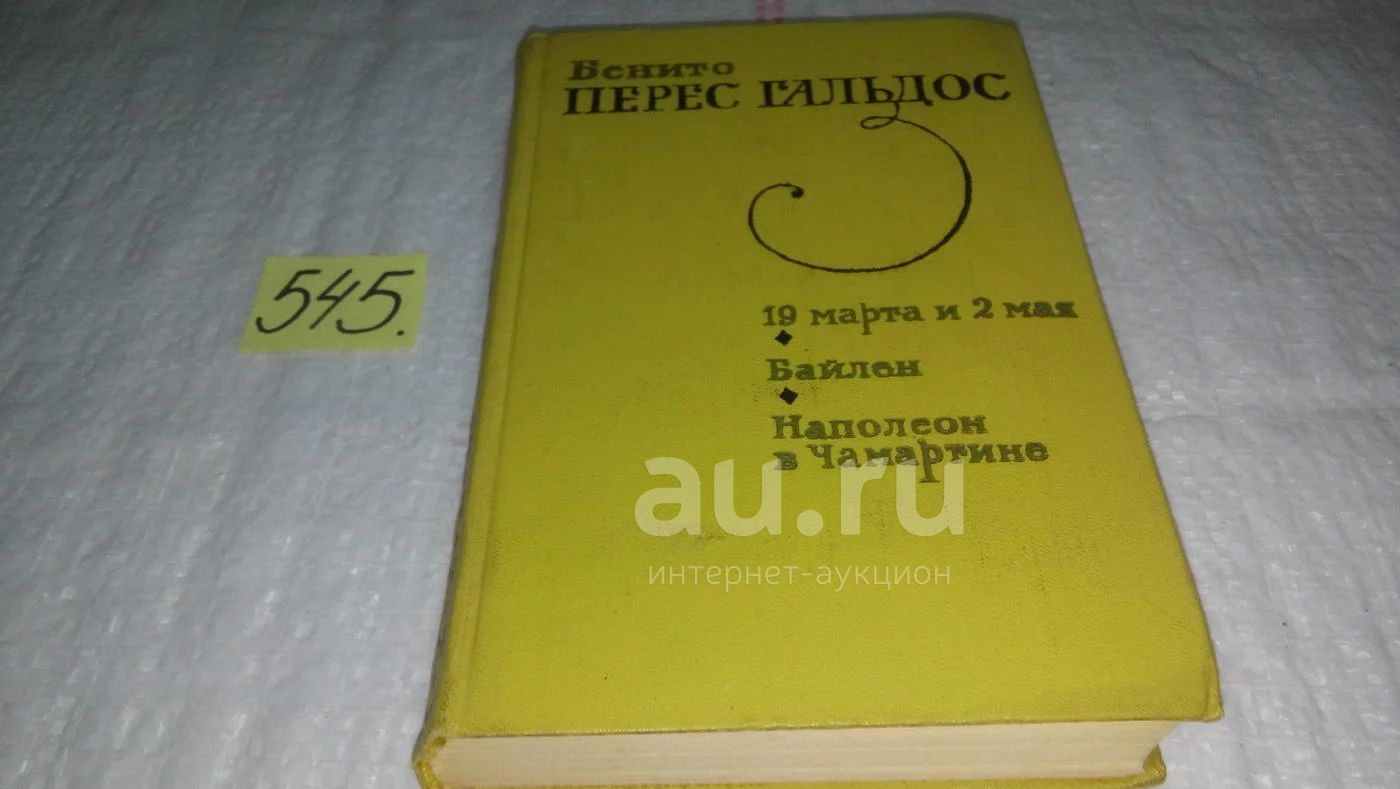 Бенито
ПЕРЕС ГАЛЬДОС
545.
19 марта и 2 мая
Байлен
Наполеон
в Чамартине
au.ru
интернет-аукцион